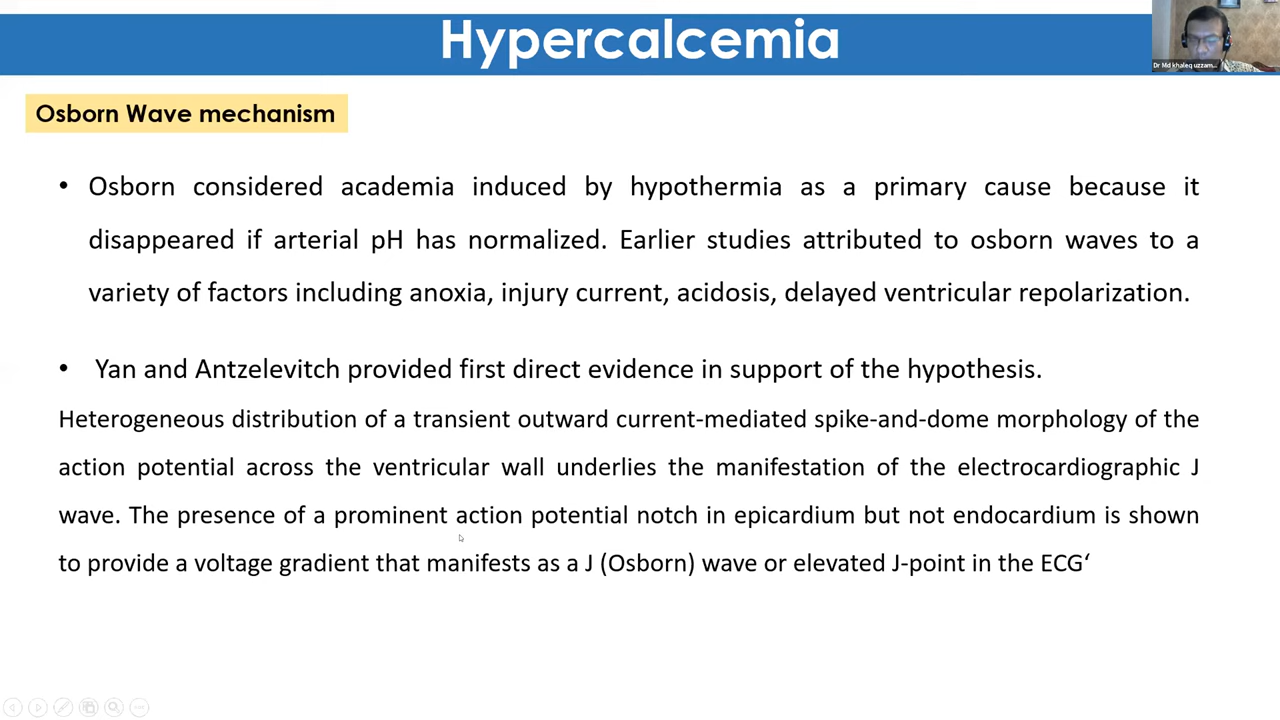 Hypercalcemia
Dr Md khaleq uzzam...
Osborn Wave mechanism
• Osborn considered academia induced by hypothermia as a primary cause because it
disappeared if arterial pH has normalized. Earlier studies attributed to osborn waves to a
variety of factors including anoxia, injury current, acidosis, delayed ventricular repolarization.
• Yan and Antzelevitch provided first direct evidence in support of the hypothesis.
Heterogeneous distribution of a transient outward current-mediated spike-and-dome morphology of the
action potential across the ventricular wall underlies the manifestation of the electrocardiographic J
wave. The presence of a prominent action potential notch in epicardium but not endocardium is shown
to provide a voltage gradient that manifests as a J (Osborn) wave or elevated J-point in the ECG‘